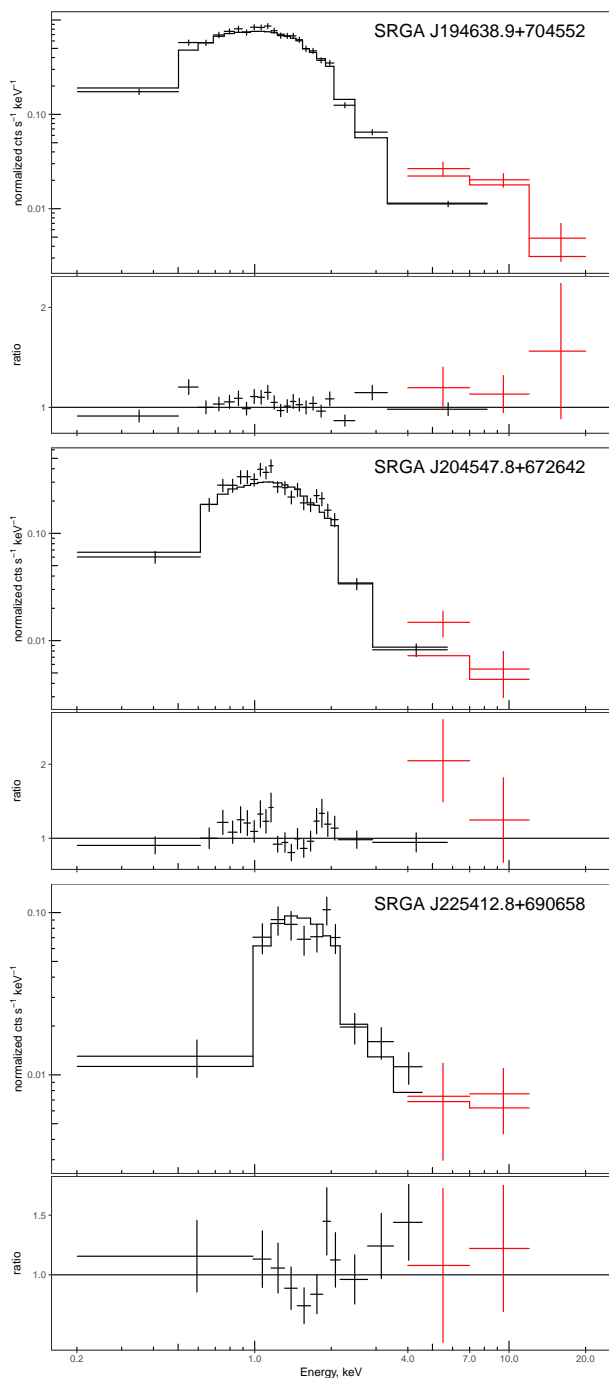 SRGA J194638.9+704552
normalized cts s⁻¹ keV⁻¹
0.10
0.01
ratio
2
1
SRGA J204547.8+672642
normalized cts s⁻¹ keV⁻¹
0.10
0.01
ratio
2
1
SRGA J225412.8+690658
normalized cts s⁻¹ keV⁻¹
0.10
0.01
ratio
1.5
1.0
0.2 1.0 4.0 7.0 10.0
Energy, keV